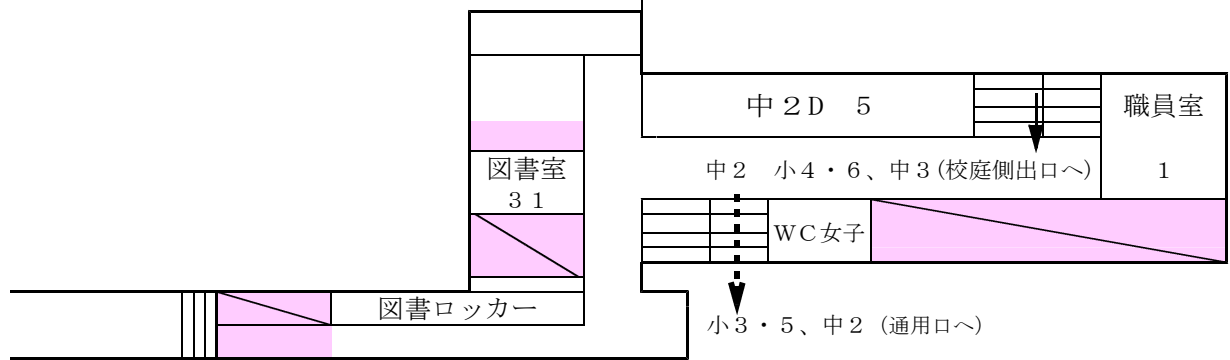 中２D　５
職員室
１
図書室
３１
中２　小４・６、中３(校庭側出口へ)
WC女子
図書ロッカー
小３・５、中２（通用口へ）